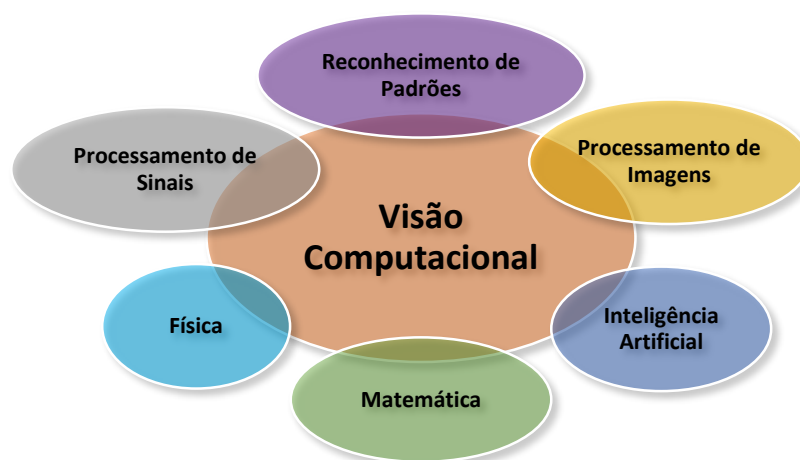 Reconhecimento de
Padrões
Processamento de
Sinais
Processamento de
Imagens
Visão
Computacional
Física
Inteligência
Artificial
Matemática